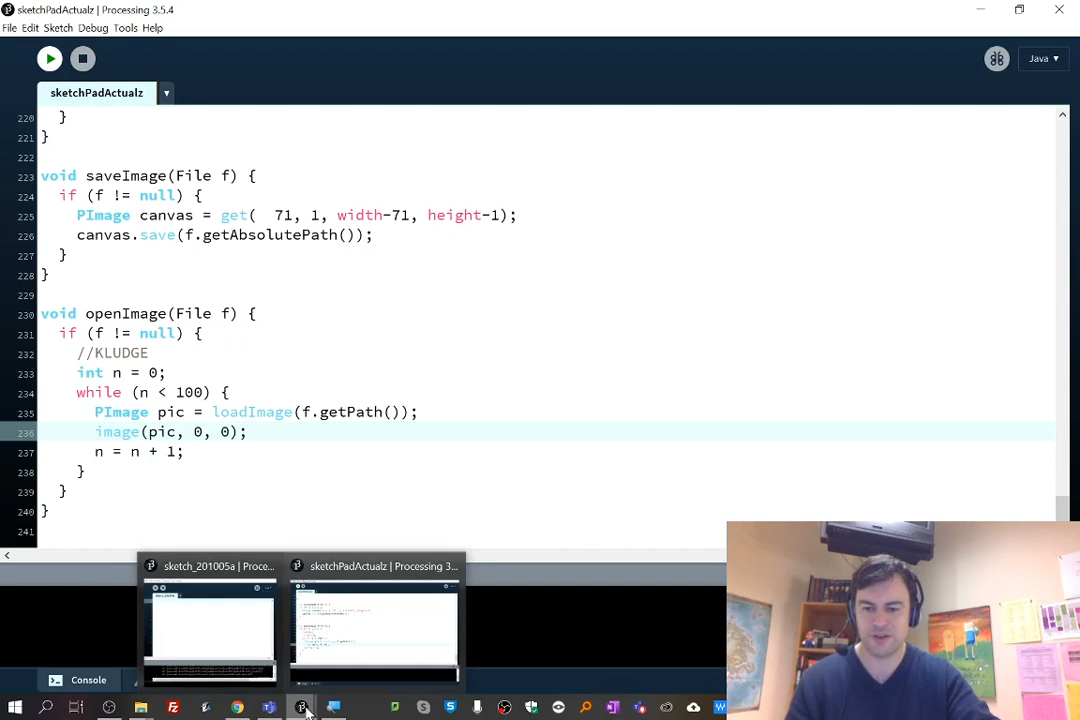 sketchPadActualz | Processing 3.5.4
File Edit Sketch Debug Tools Help
Java ▾
sketchPadActualz
220 }
221 }
222
223 void saveImage(File f) {
224 if (f != null) {
225 PImage canvas = get(  71, 1, width-71, height-1);
226 canvas.save(f.getAbsolutePath());
227 }
228 }
229
230 void openImage(File f) {
231 if (f != null) {
232 //KLUDGE
233 int n = 0;
234 while (n < 100) {
235 PImage pic = loadImage(f.getPath());
236 image(pic, 0, 0);
237 n = n + 1;
238 }
239 }
240 }
241
sketch_201005a | Proce...
sketchPadActualz | Processing 3...
Console